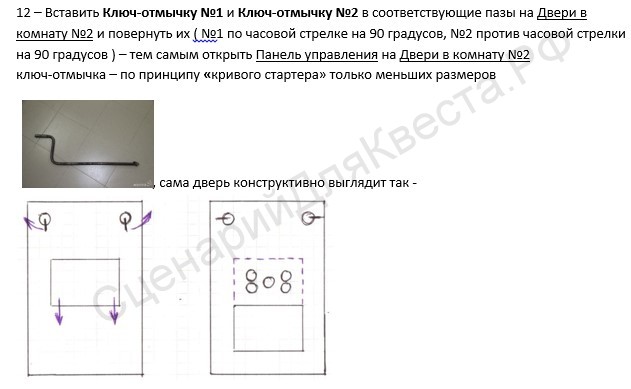 12 – Вставить Ключ-отмычку №1 и Ключ-отмычку №2 в соответствующие пазы на Двери в
комнату №2 и повернуть их ( №1 по часовой стрелке на 90 градусов, №2 против часовой стрелки
на 90 градусов ) – тем самым открыть Панель управления на Двери в комнату №2
ключ-отмычка – по принципу «кривого стартера» только меньших размеров
, сама дверь конструктивно выглядит так -
СценарийДляКвеста.РФ